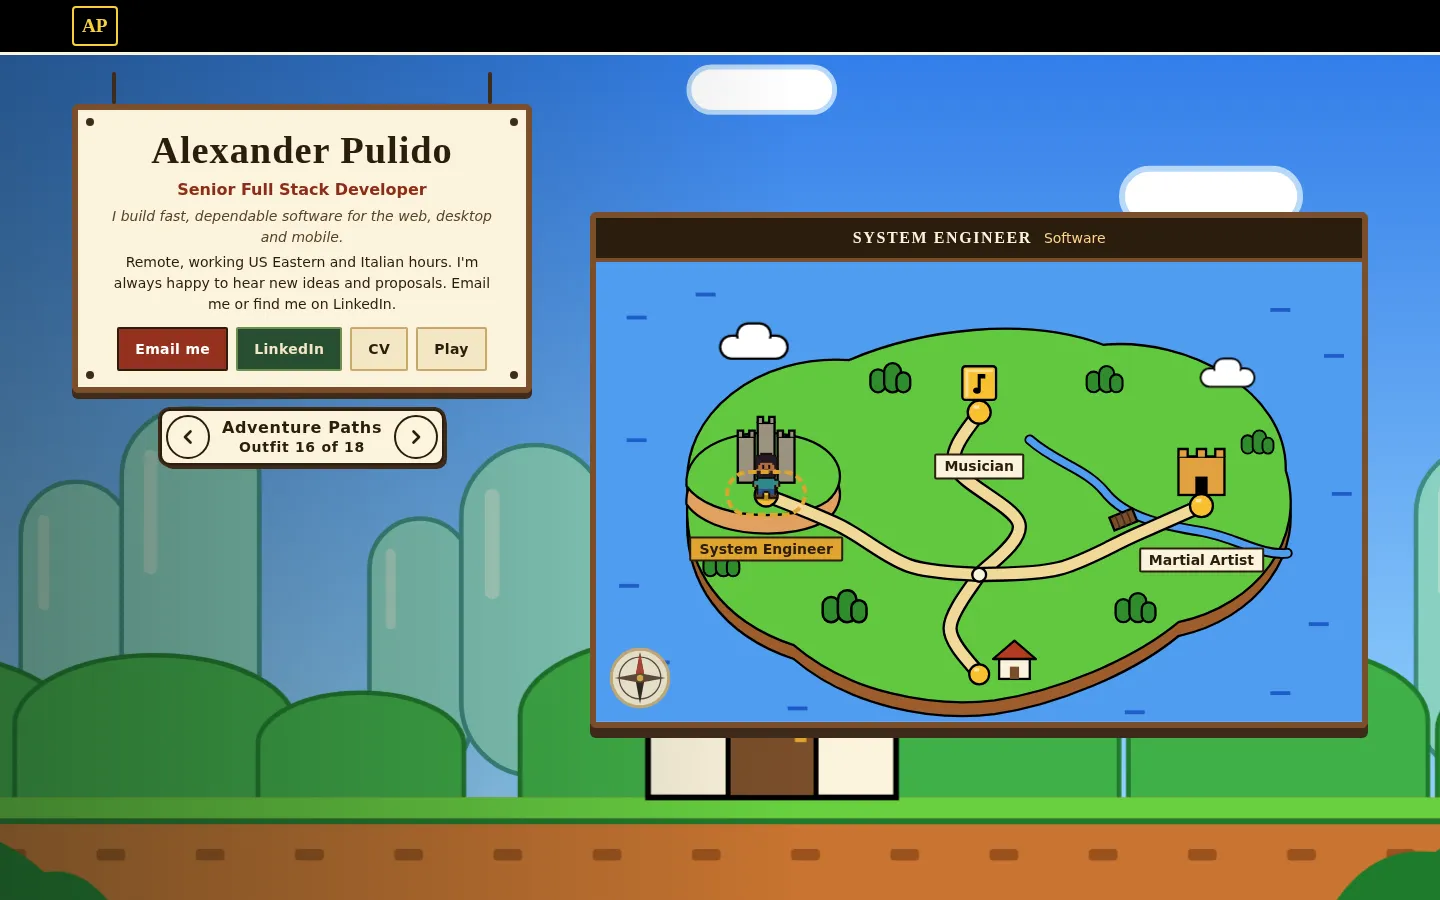 AP
Alexander Pulido
Senior Full Stack Developer
I build fast, dependable software for the web, desktop
and mobile.
Remote, working US Eastern and Italian hours. I'm
always happy to hear new ideas and proposals. Email
me or find me on LinkedIn.
Email me
LinkedIn
CV
Play
Adventure Paths
Outfit 16 of 18
SYSTEM ENGINEER Software
Musician
System Engineer
Martial Artist